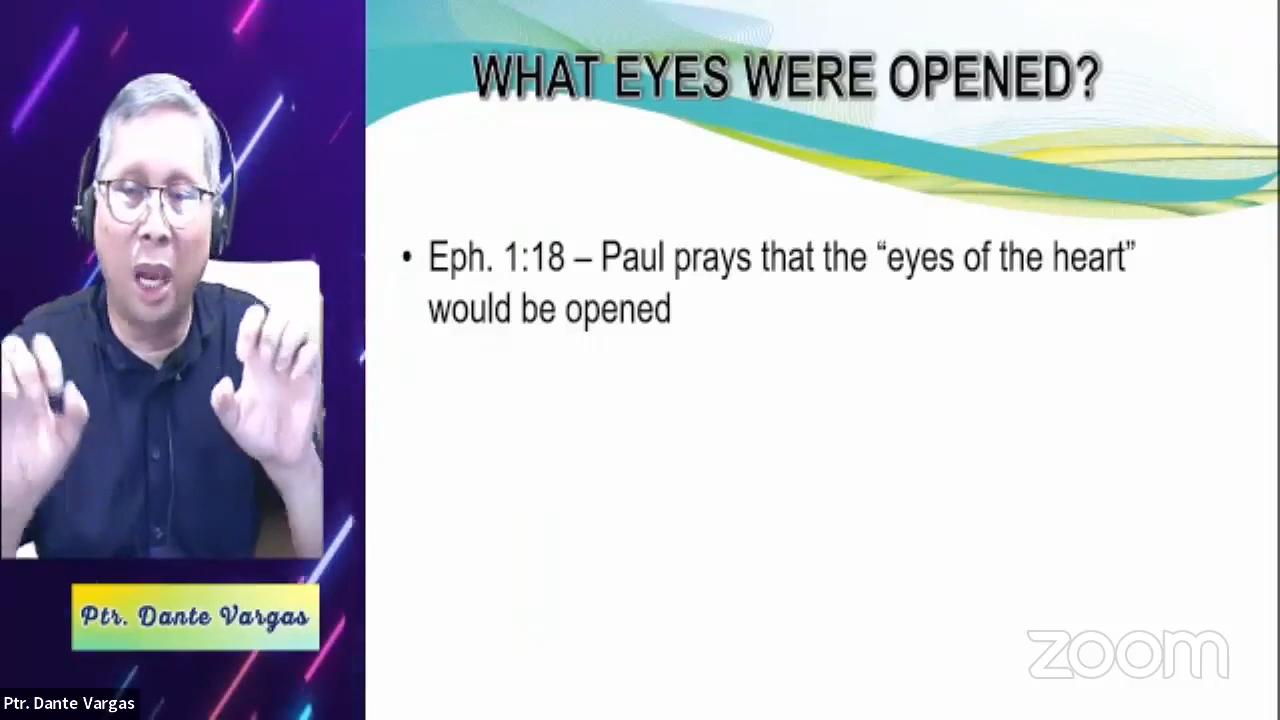 WHAT EYES WERE OPENED?
• Eph. 1:18 – Paul prays that the “eyes of the heart”
would be opened
Ptr. Dante Vargas
zoom
Ptr. Dante Vargas